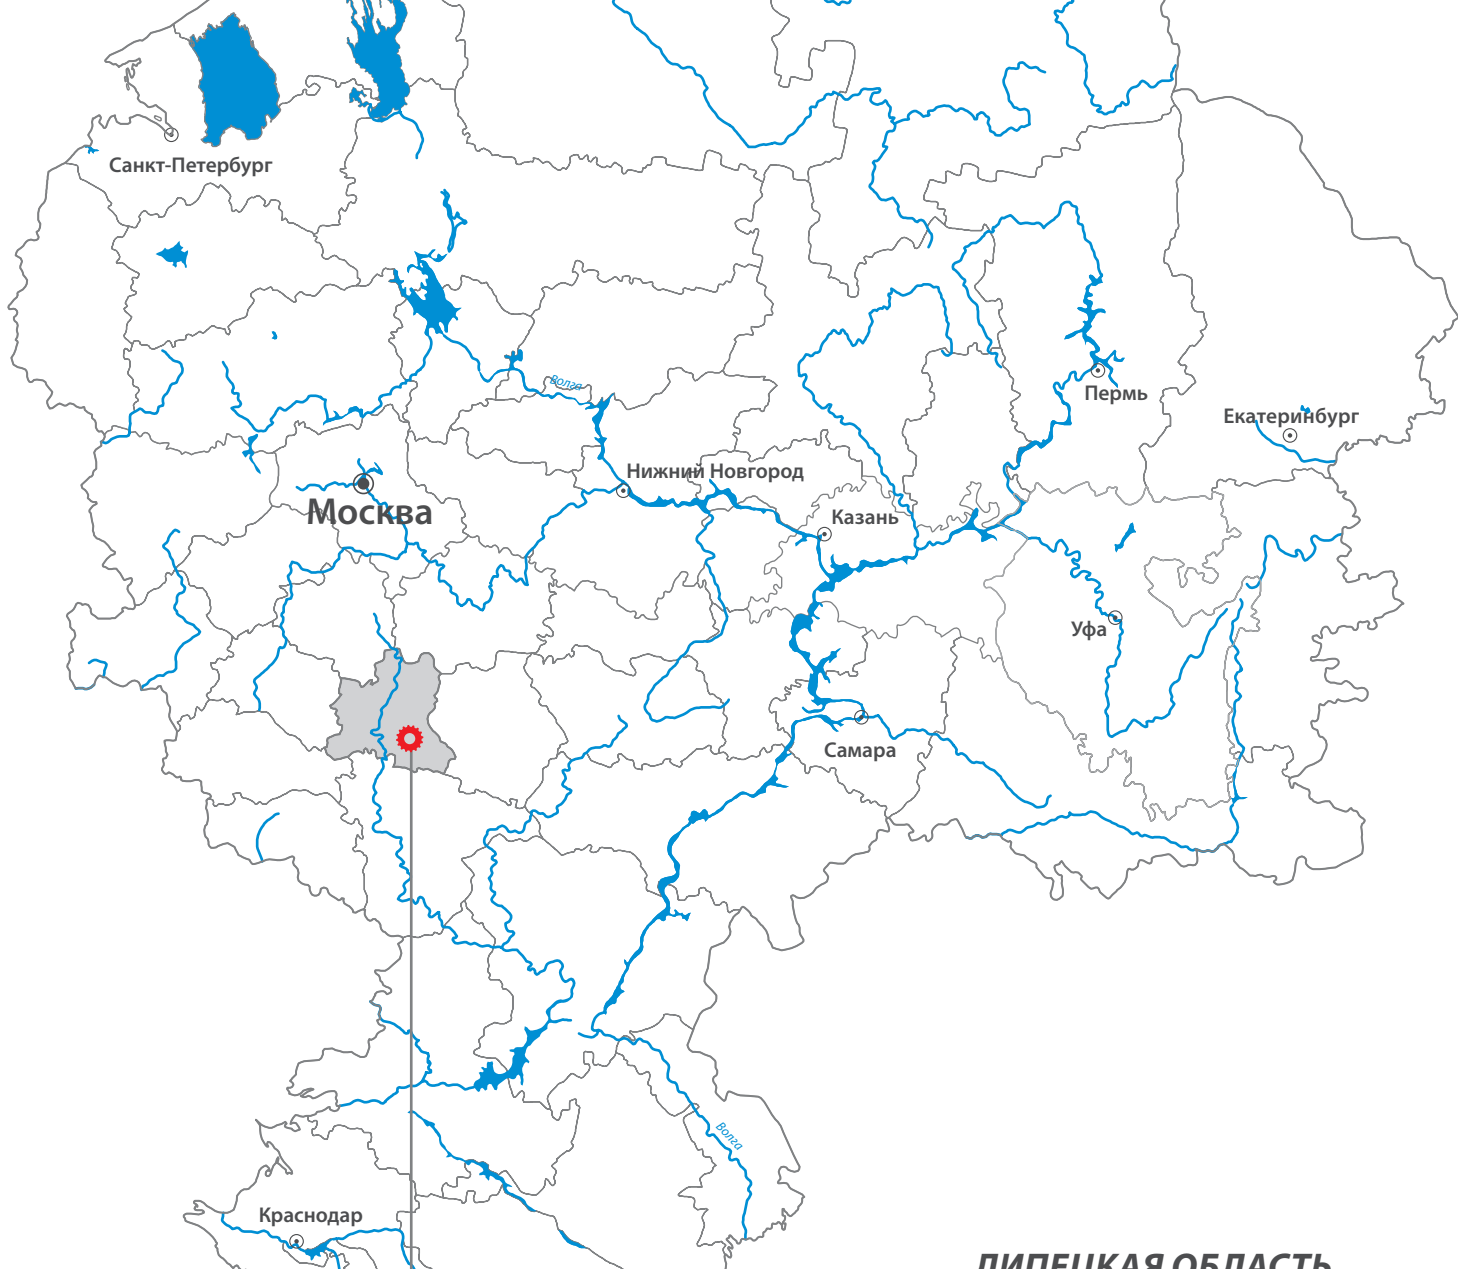 Санкт-Петербург
Волга
Пермь
Екатеринбург
Нижний Новгород
Москва
Казань
Уфа
Самара
Волга
Краснодар
ЛИПЕЦКАЯ ОБЛАСТЬ